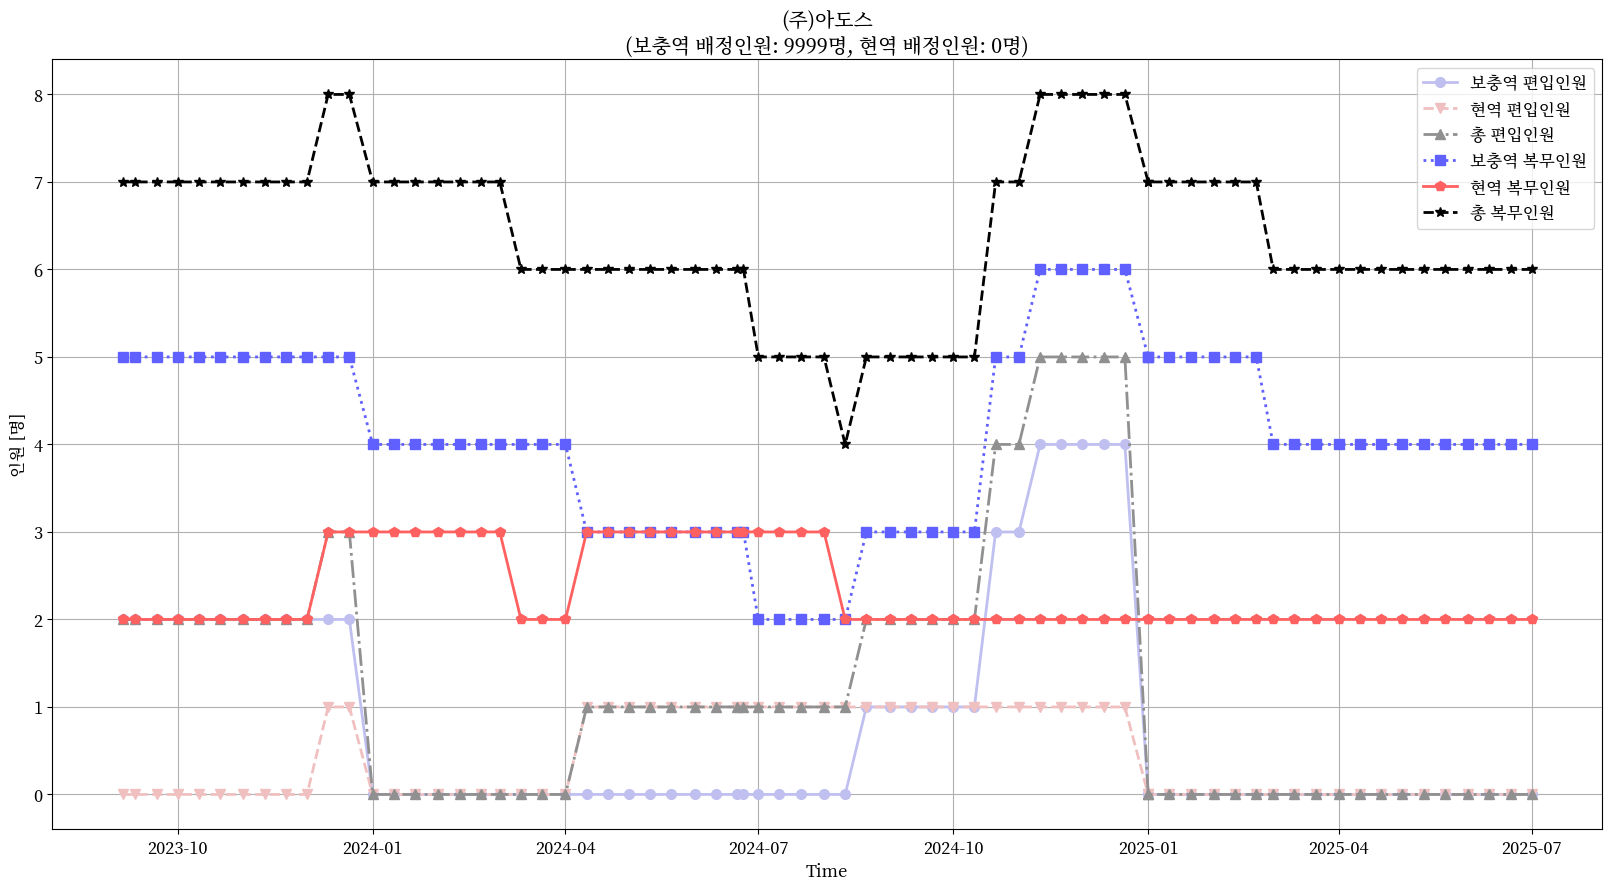 (주)아도스
(보충역 배정인원: 9999명, 현역 배정인원: 0명)
보충역 편입인원
현역 편입인원
총 편입인원
보충역 복무인원
현역 복무인원
총 복무인원
인원 [명]
8
7
6
5
4
3
2
1
0
2023-10
2024-01
2024-04
2024-07
2024-10
2025-01
2025-04
2025-07
Time